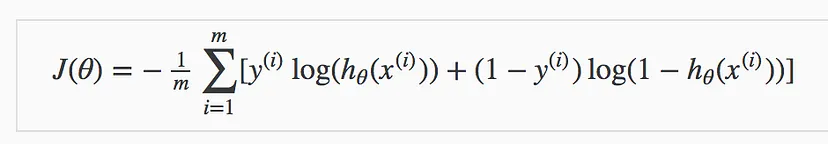 J(θ) = − 1/m ∑_{i=1}^{m} [y^{(i)} log(h_θ(x^{(i)})) + (1 − y^{(i)}) log(1 − h_θ(x^{(i)}))]